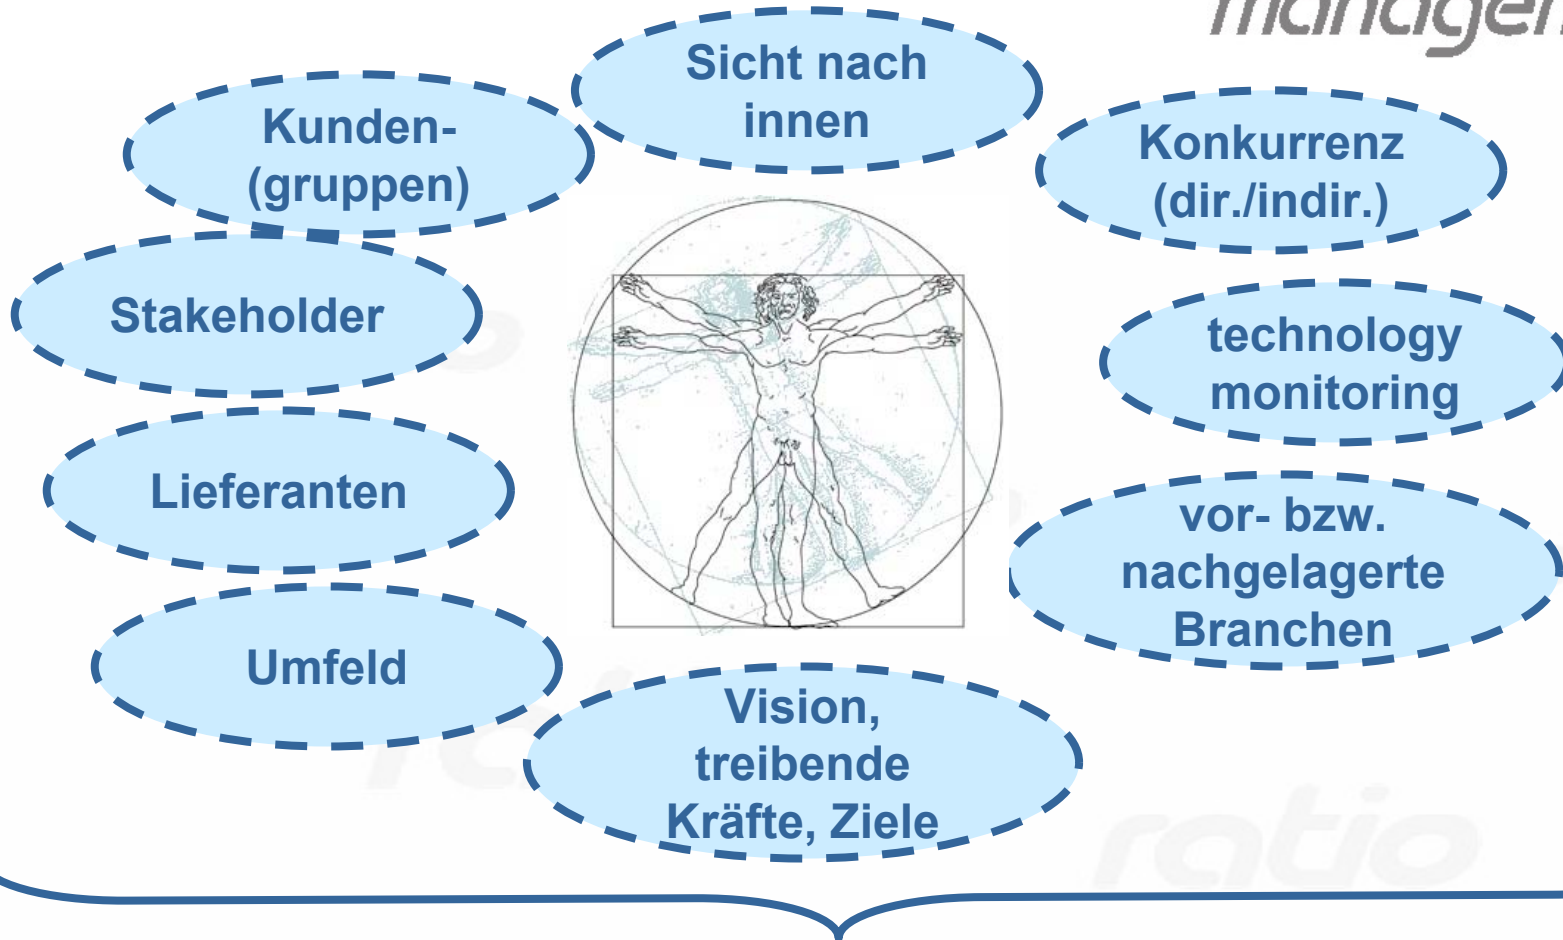 Sicht nach
innen
Kunden-
(gruppen)
Konkurrenz
(dir./indir.)
Stakeholder
technology
monitoring
Lieferanten
vor- bzw.
nachgelagerte
Branchen
Umfeld
Vision,
treibende
Kräfte, Ziele
ratio